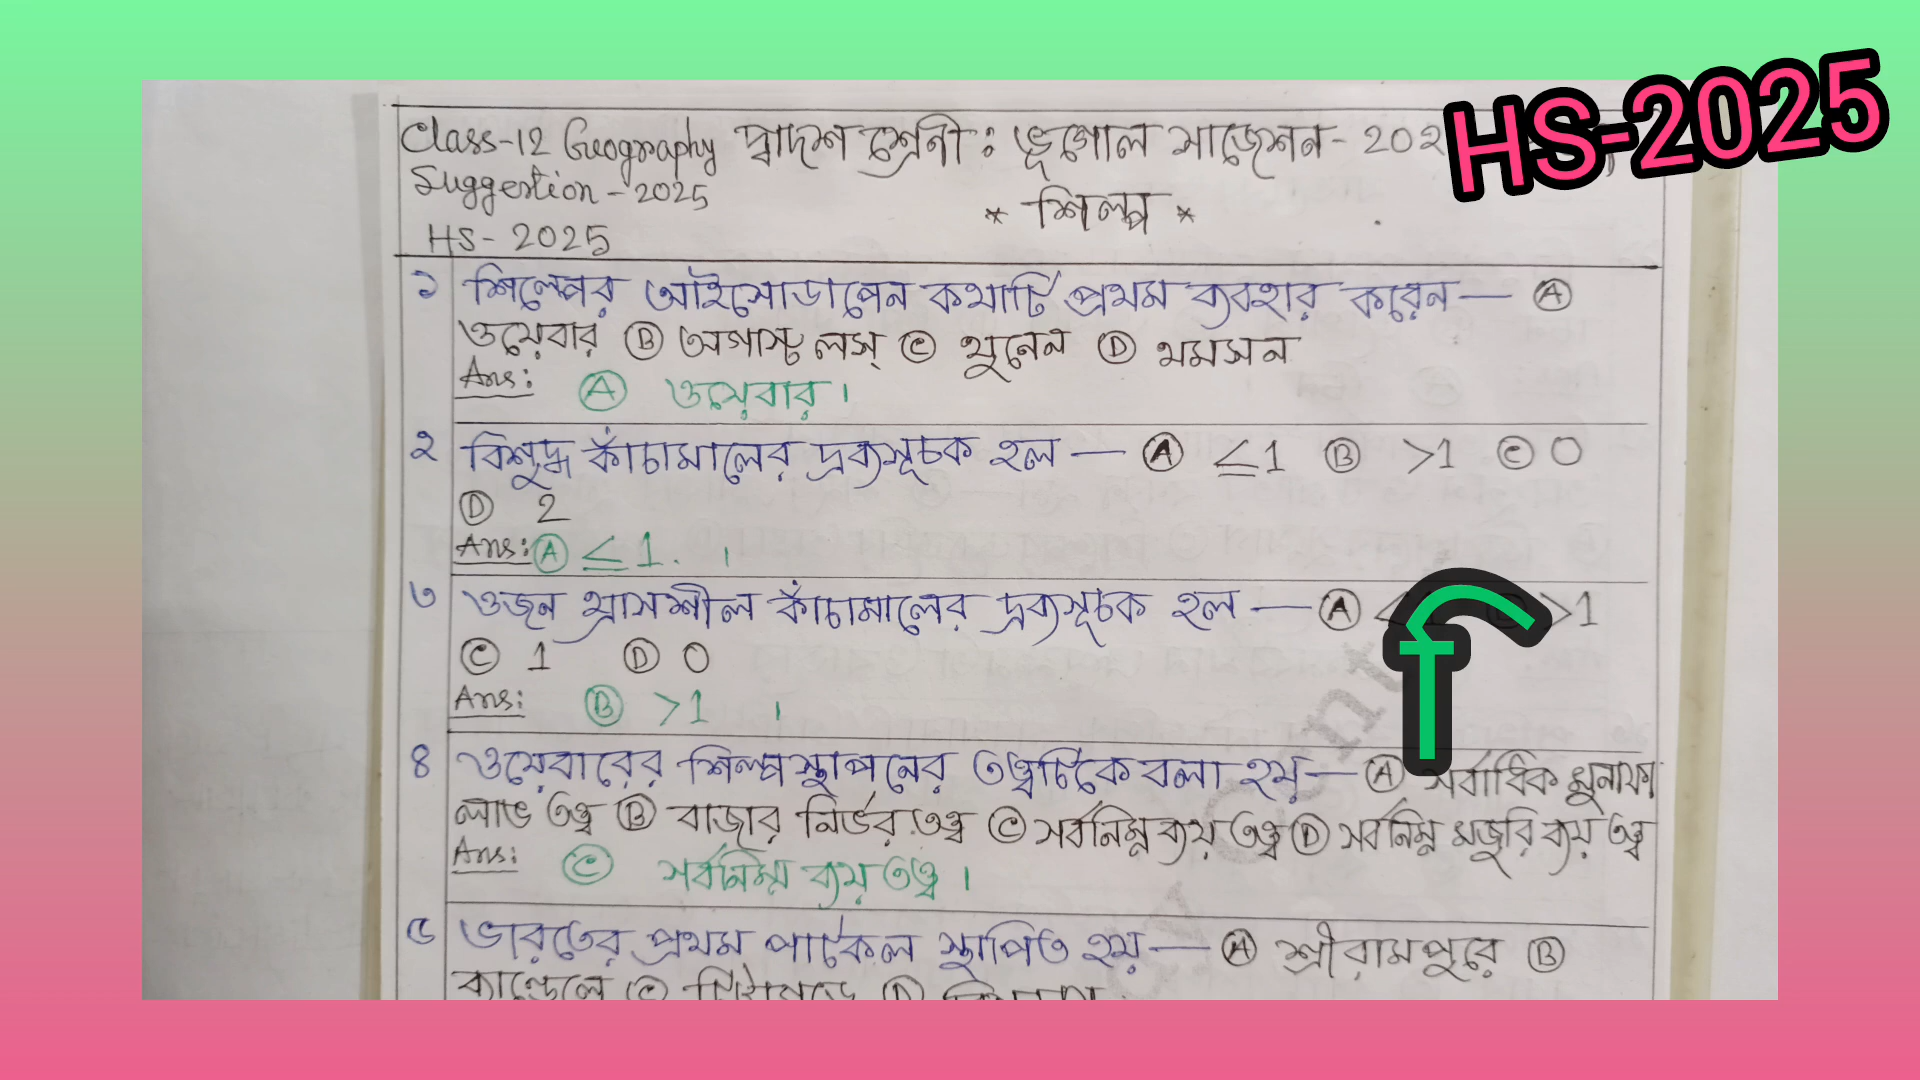 HS-2025
Class-12 Geography দ্বাদশ শ্রেণী : ভূগোল সাজেশন - 202
Suggestion - 2025
* শিল্প *
HS - 2025
১ শিল্পের আইসোডাপেন কথাটি প্রথম ব্যবহার করেন — Ⓐ
ওয়েবার Ⓑ অগাস্ট লস্ Ⓒ থুনেন Ⓓ থমসন
Ans: Ⓐ ওয়েবার ।
২ বিশুদ্ধ কাঁচামালের দ্রব্যসূচক হল — Ⓐ ≤1 Ⓑ >1 Ⓒ 0
Ⓓ 2
Ans: Ⓐ ≤1. ।
৩ ওজন হ্রাসশীল কাঁচামালের দ্রব্যসূচক হল — Ⓐ < >1
Ⓒ 1 Ⓓ 0
Ans: Ⓑ >1 ।
৪ ওয়েবারের শিল্পস্থাপনের তত্ত্বটিকে বলা হয় — Ⓐ সর্বাধিক মুনাফা
লাভ তত্ত্ব Ⓑ বাজার নির্ভর তত্ত্ব Ⓒ সর্বনিম্ন ব্যয় তত্ত্ব Ⓓ সর্বনিম্ন মজুরি ব্যয় তত্ত্ব
Ans: Ⓒ সর্বনিম্ন ব্যয় তত্ত্ব ।
৫ ভারতের প্রথম পাটকল স্থাপিত হয় — Ⓐ শ্রীরামপুরে Ⓑ